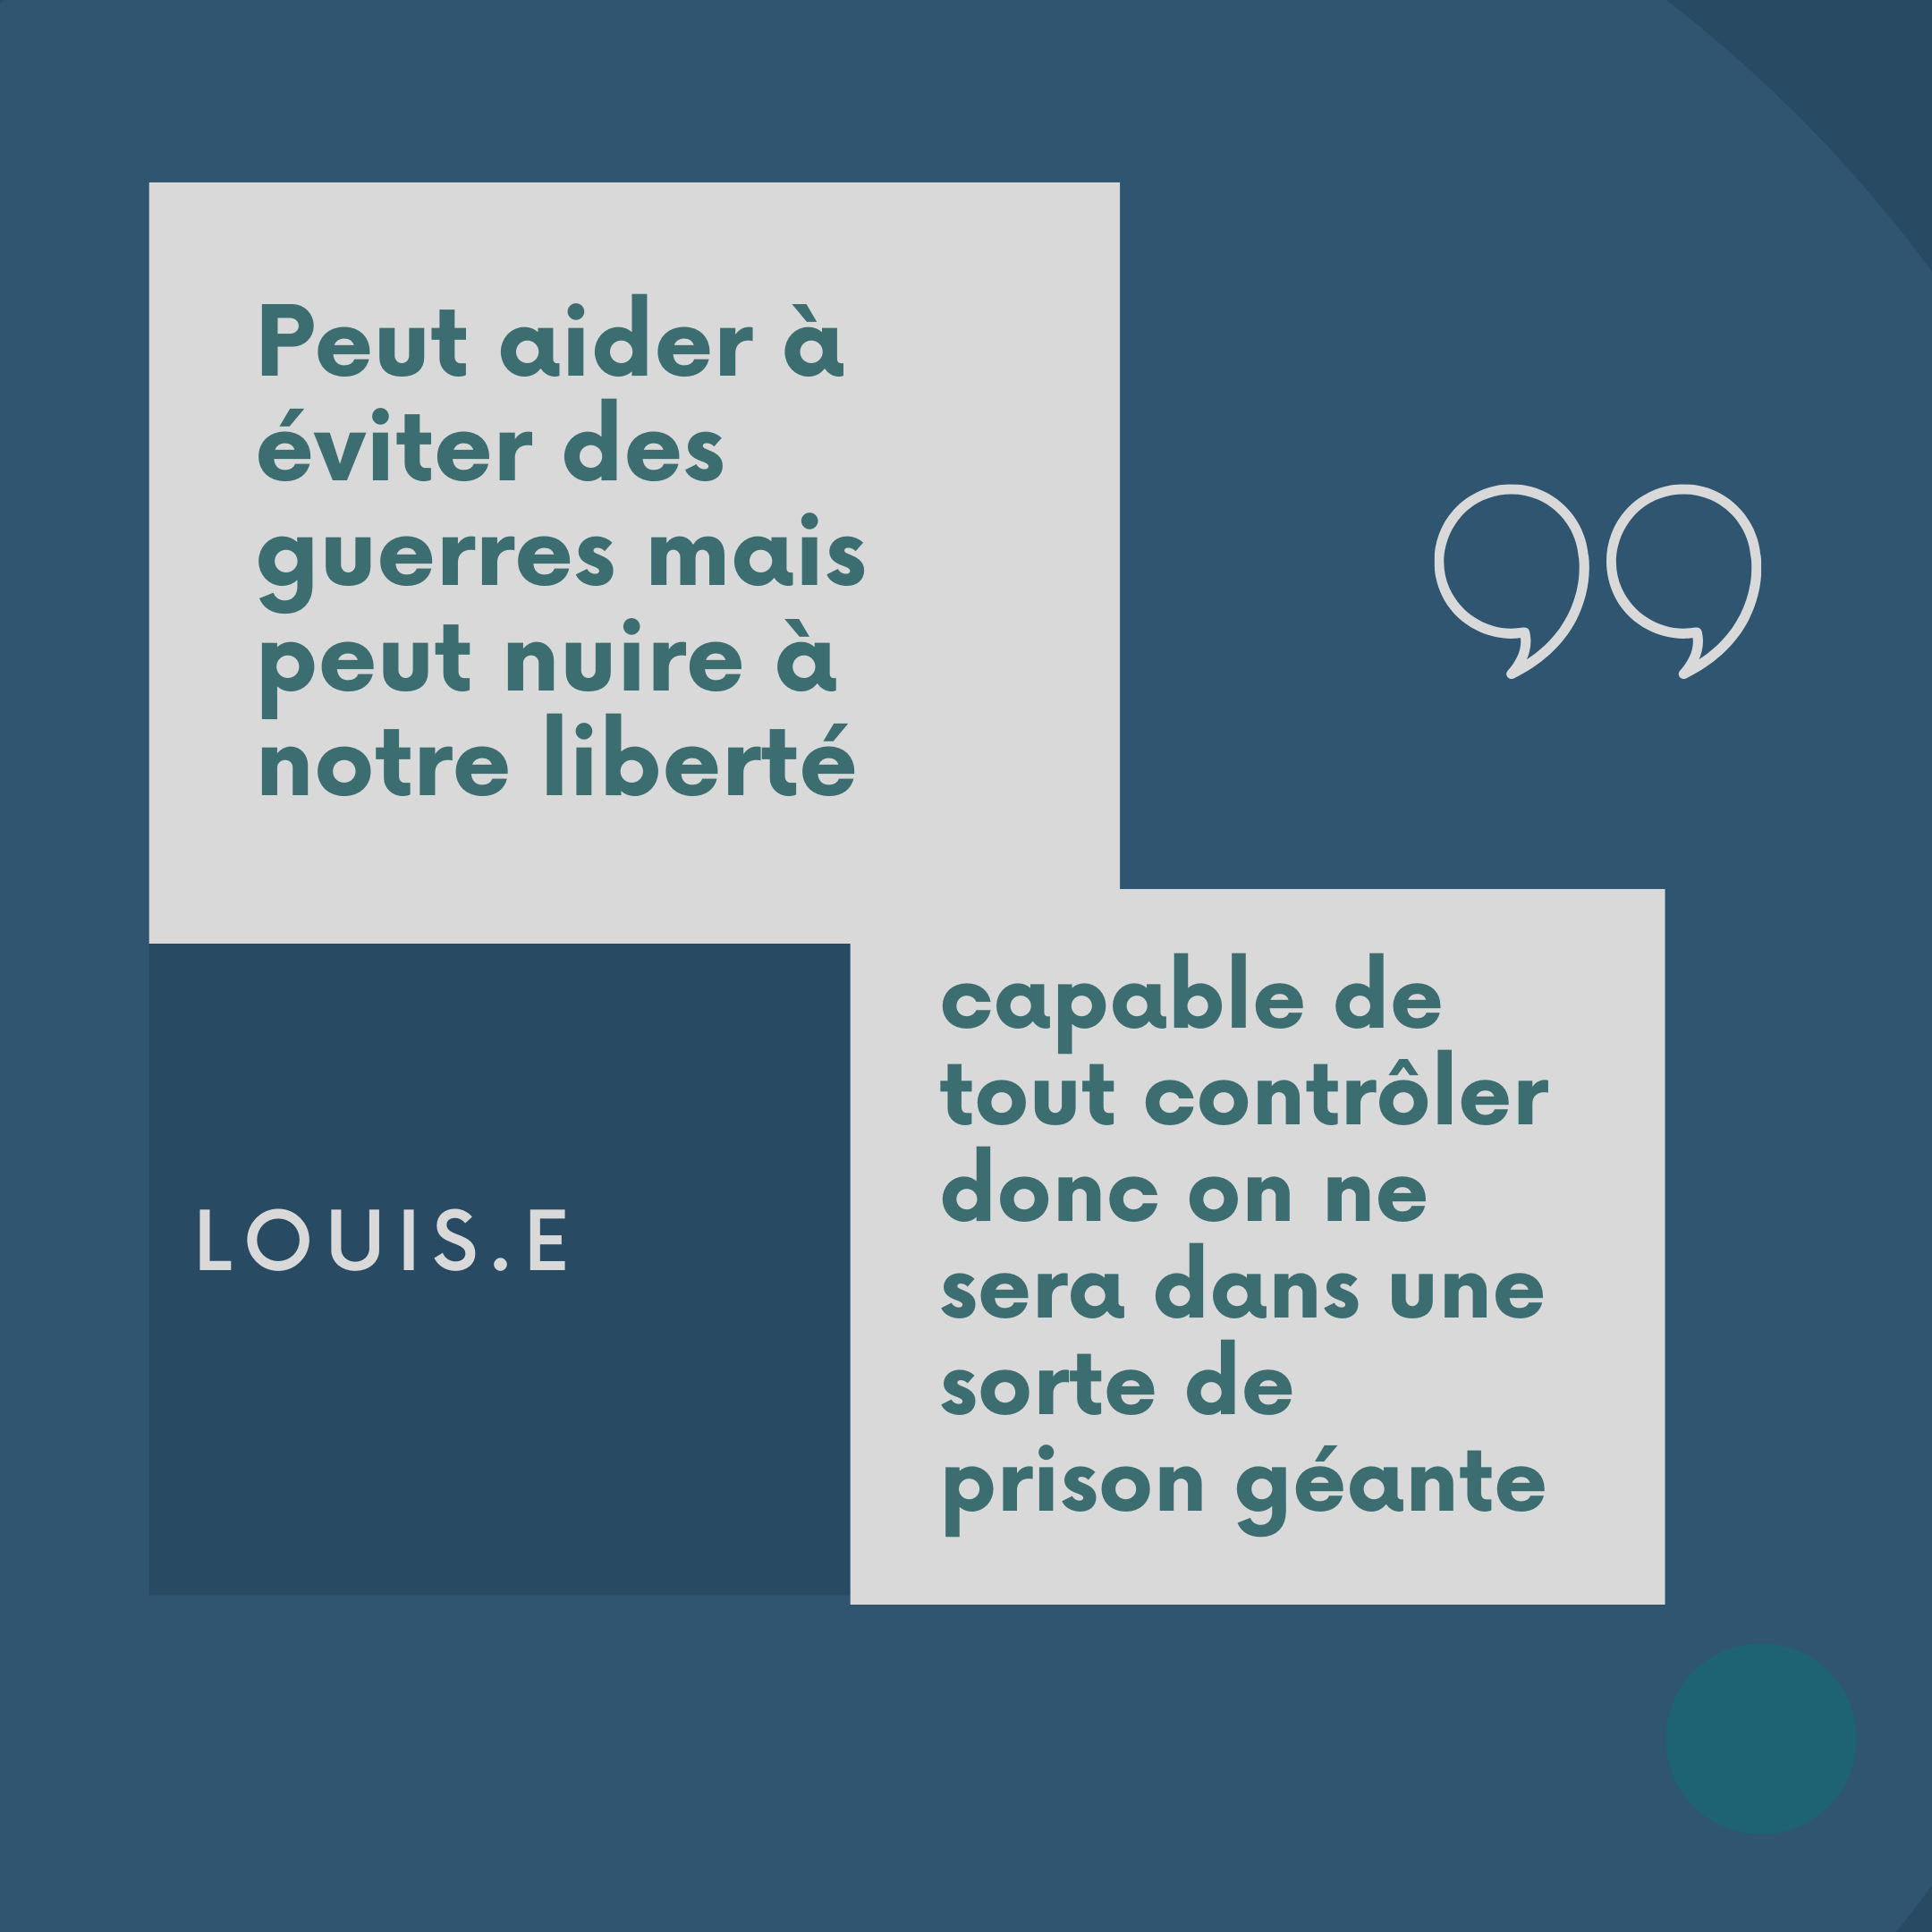 Peut aider à
éviter des
guerres mais
peut nuire à
notre liberté
capable de
tout contrôler
donc on ne
sera dans une
sorte de
prison géante
LOUIS.E